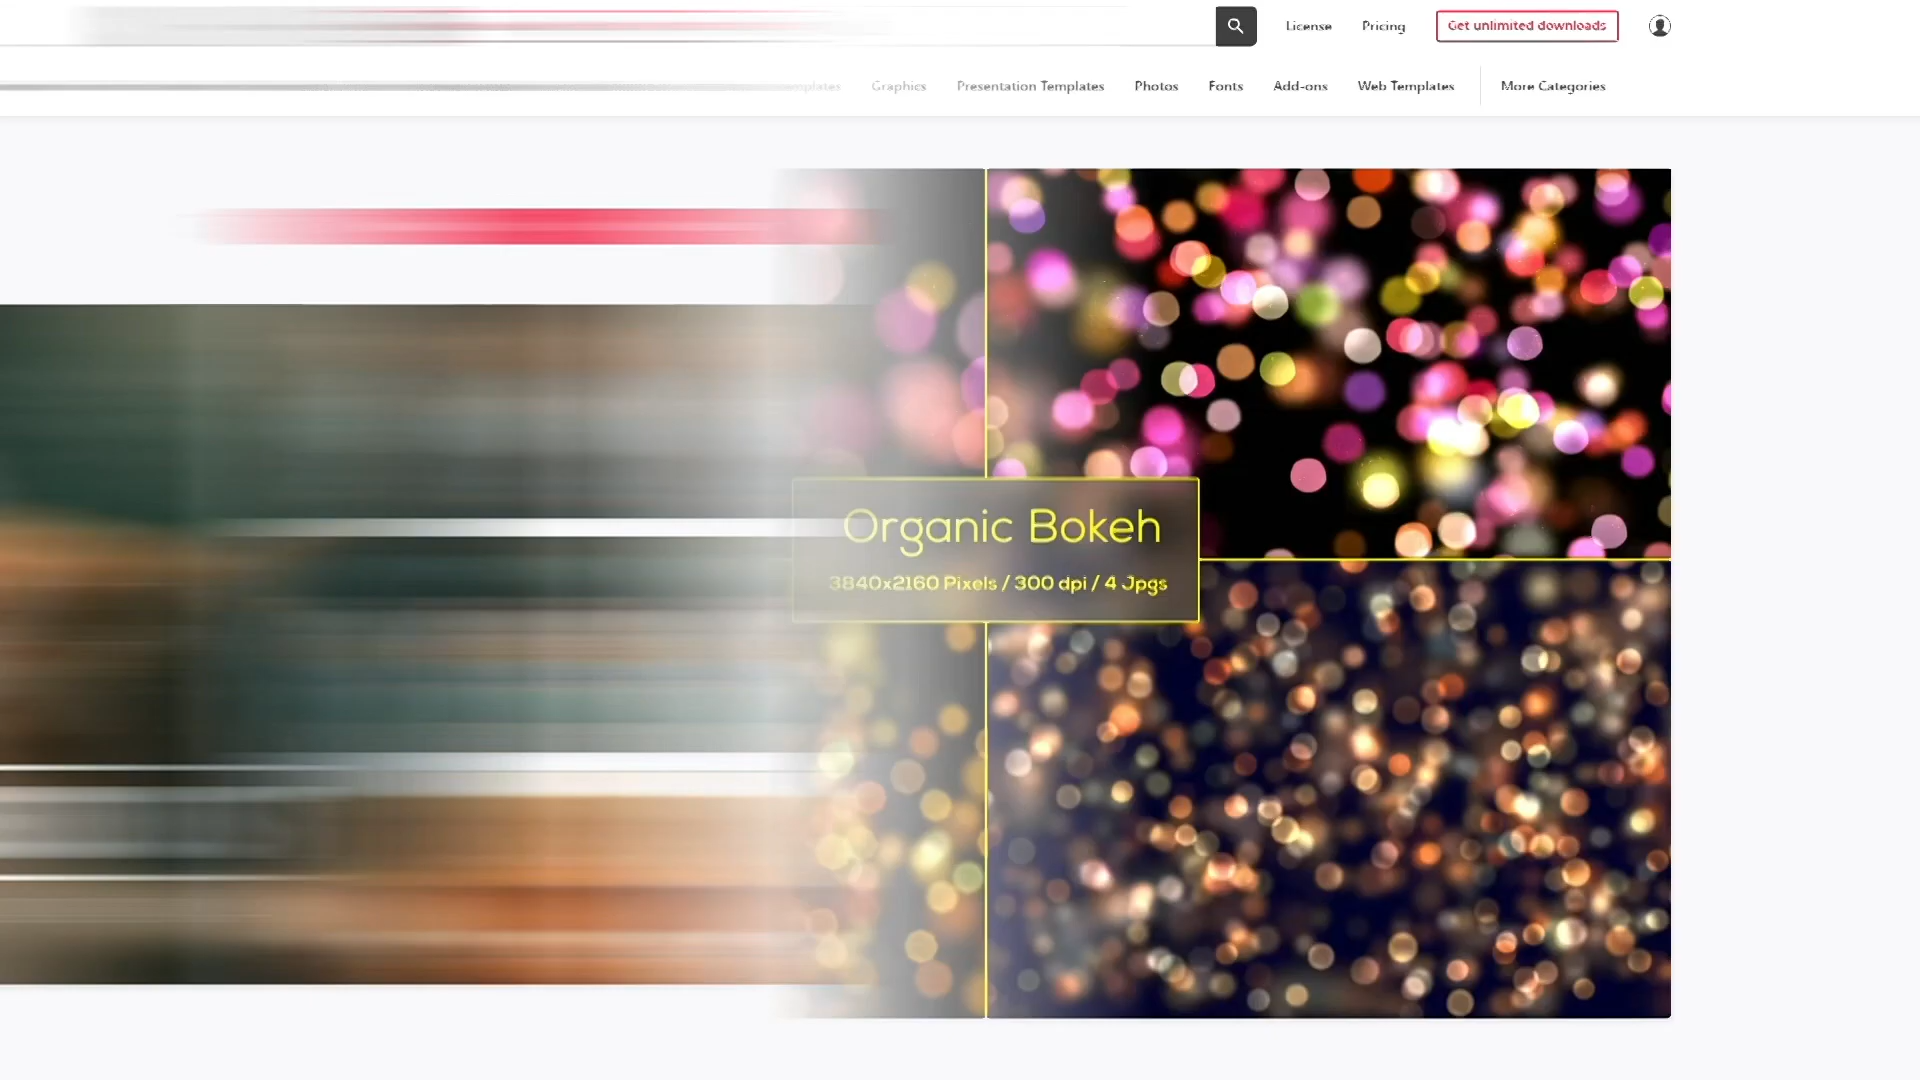 License Pricing Get unlimited downloads
Graphics Presentation Templates Photos Fonts Add-ons Web Templates More Categories
Organic Bokeh
3840x2160 Pixels / 300 dpi / 4 Jpgs